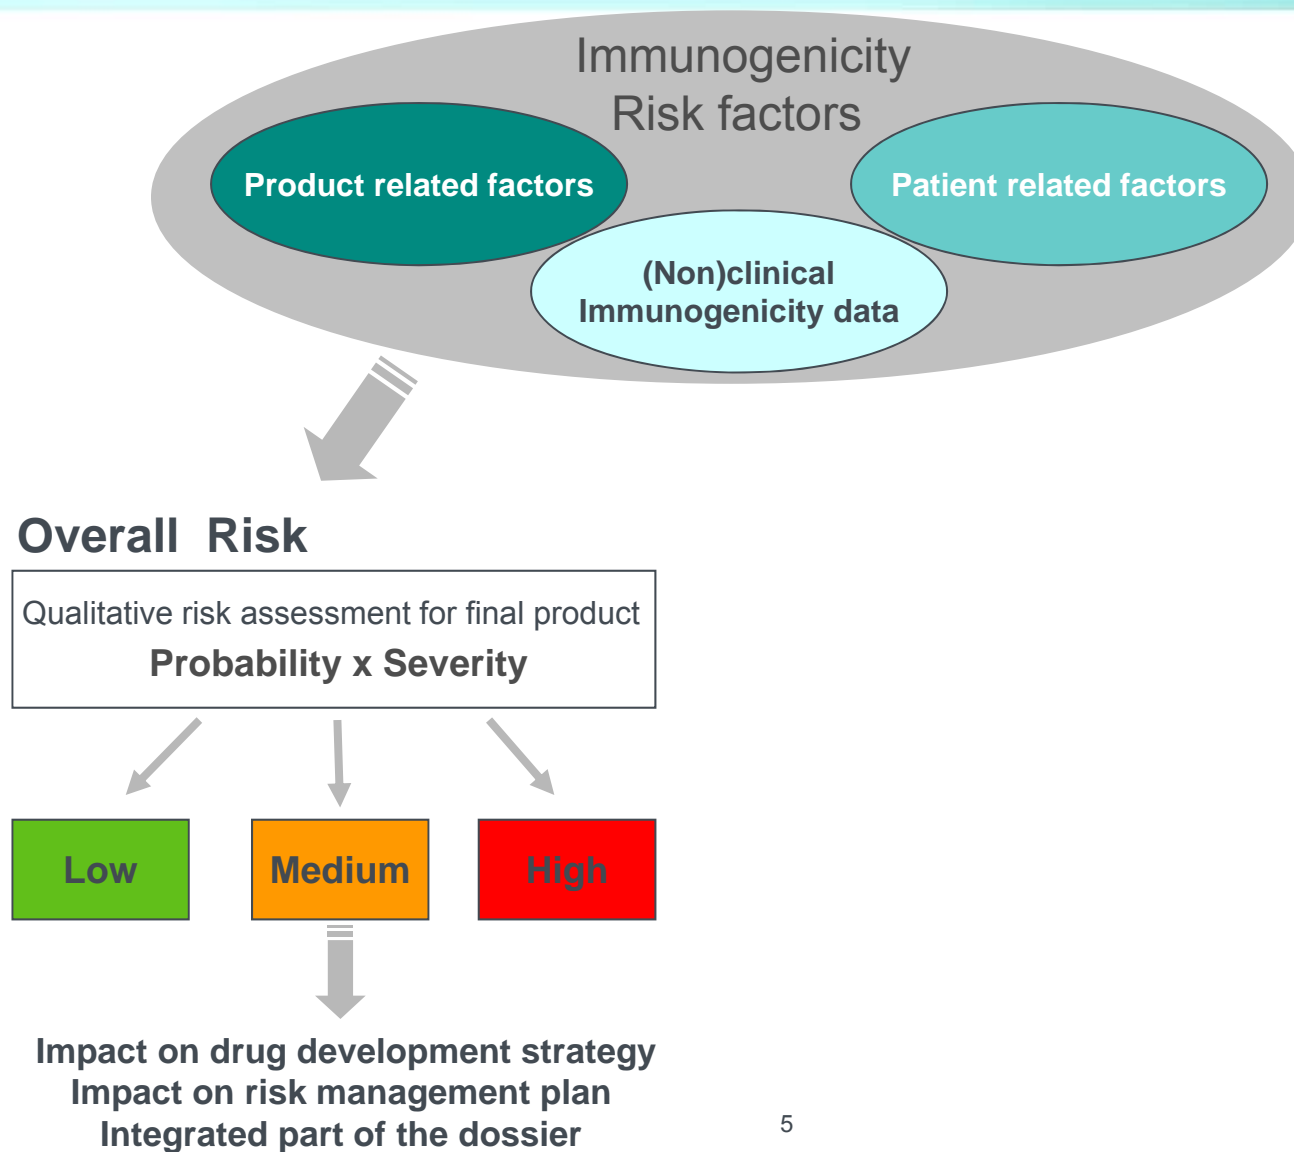 Immunogenicity
Risk factors
Product related factors
Patient related factors
(Non)clinical
Immunogenicity data
Overall Risk
Qualitative risk assessment for final product
Probability x Severity
Low
Medium
High
Impact on drug development strategy
Impact on risk management plan
Integrated part of the dossier
5